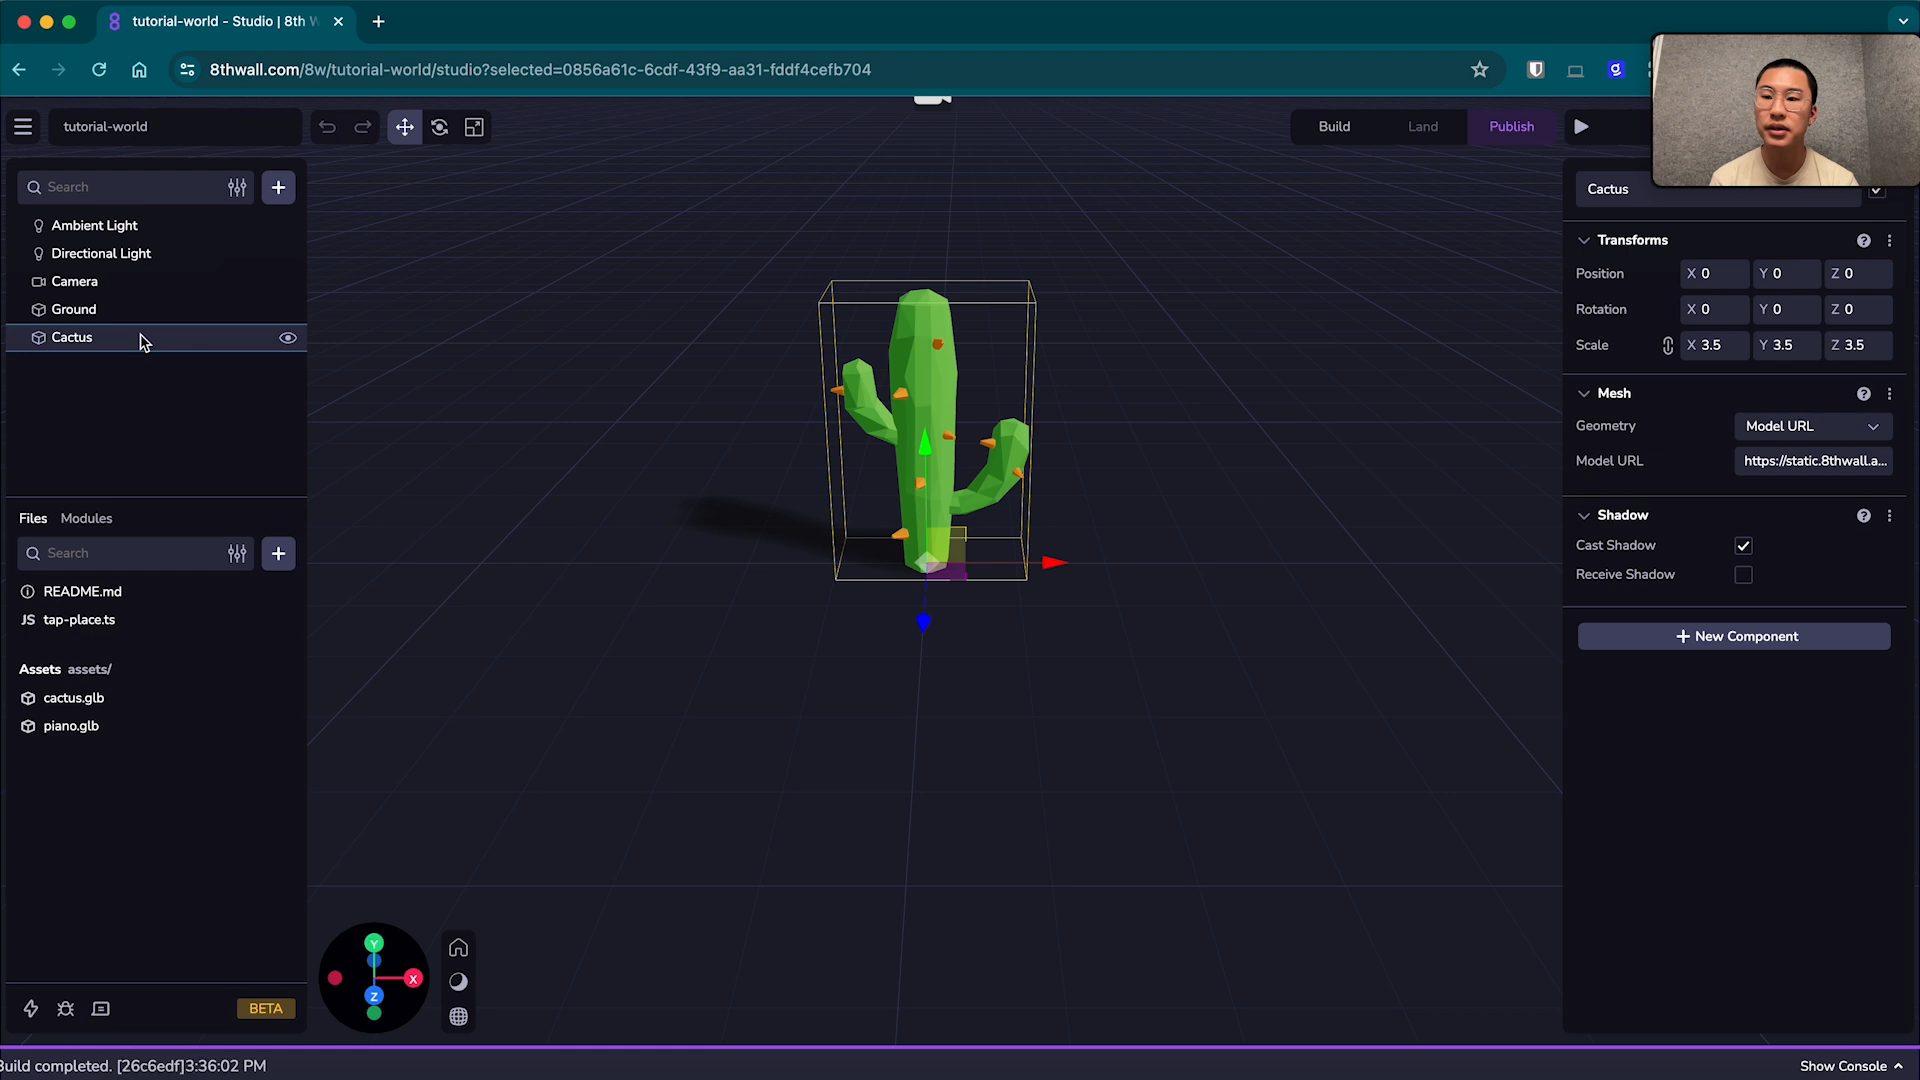 tutorial-world - Studio | 8th W
8thwall.com/8w/tutorial-world/studio?selected=0856a61c-6cdf-43f9-aa31-fddf4cefb704
tutorial-world
Build
Land
Publish
Search
Ambient Light
Directional Light
Camera
Ground
Cactus
Files
Modules
Search
README.md
JS tap-place.ts
Assets assets/
cactus.glb
piano.glb
BETA
Y
X
Z
Cactus
Transforms
Position X 0 Y 0 Z 0
Rotation X 0 Y 0 Z 0
Scale X 3.5 Y 3.5 Z 3.5
Mesh
Geometry Model URL
Model URL https://static.8thwall.a...
Shadow
Cast Shadow
Receive Shadow
+ New Component
Build completed. [26c6edf]3:36:02 PM
Show Console